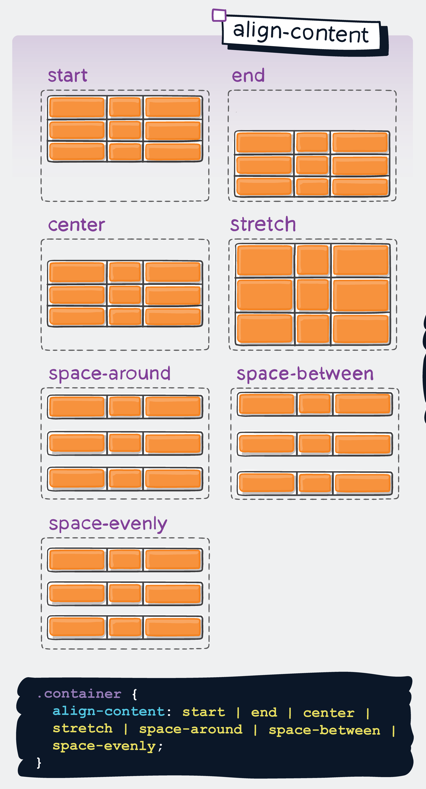 align-content
start
end
center
stretch
space-around
space-between
space-evenly
.container {
  align-content: start | end | center |
  stretch | space-around | space-between |
  space-evenly;
}